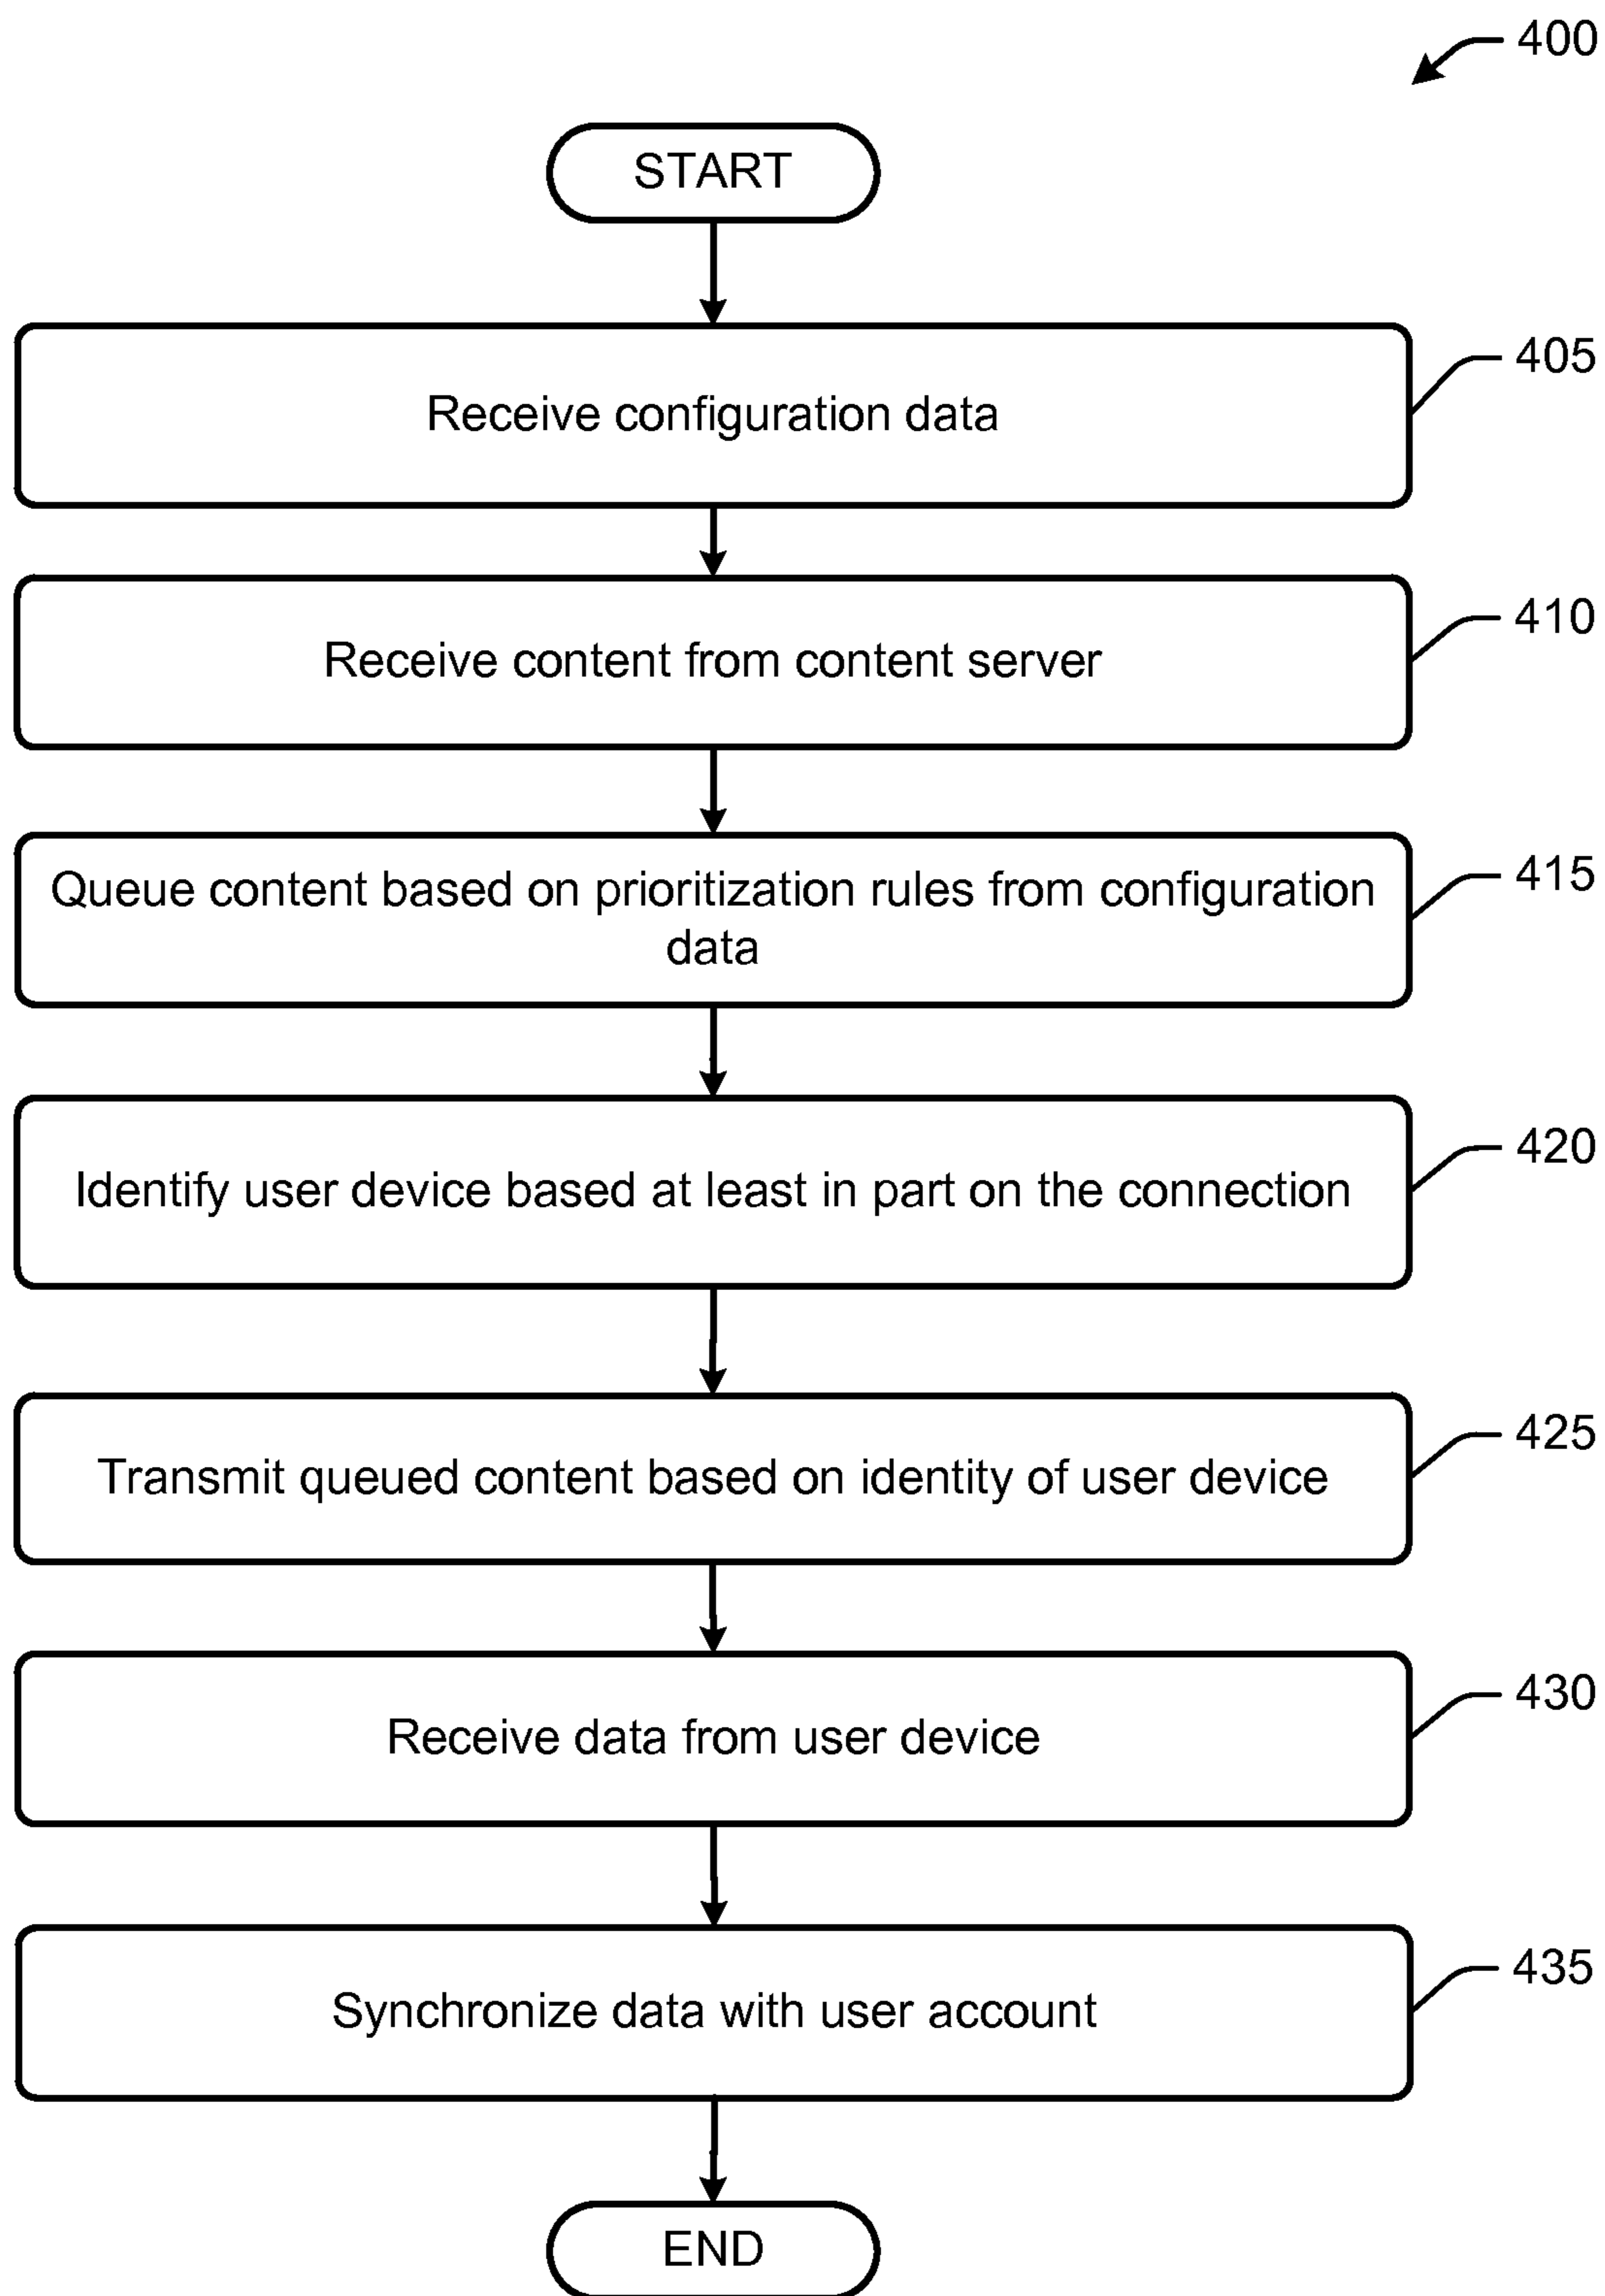 400
START
405
Receive configuration data
410
Receive content from content server
415
Queue content based on prioritization rules from configuration
data
420
Identify user device based at least in part on the connection
425
Transmit queued content based on identity of user device
430
Receive data from user device
435
Synchronize data with user account
END